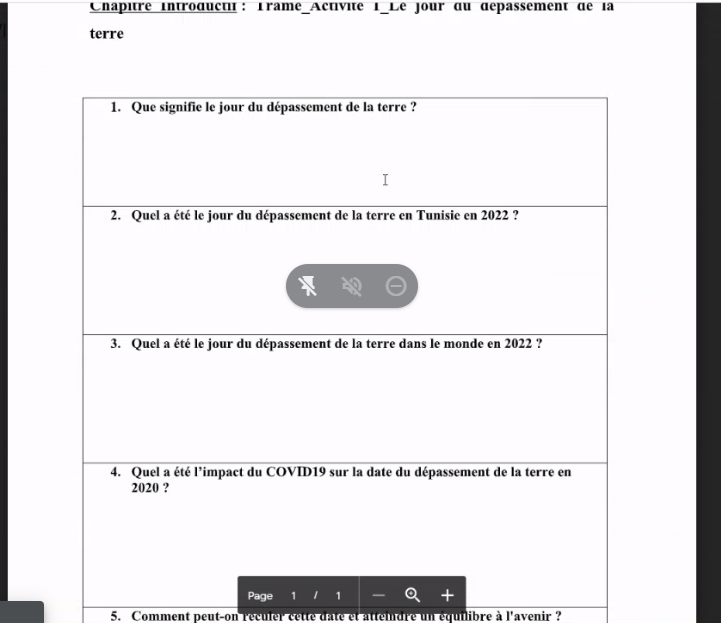 Chapitre Introductif : Trame_Activité 1_Le jour du dépassement de la
terre
1. Que signifie le jour du dépassement de la terre ?
2. Quel a été le jour du dépassement de la terre en Tunisie en 2022 ?
3. Quel a été le jour du dépassement de la terre dans le monde en 2022 ?
4. Quel a été l’impact du COVID19 sur la date du dépassement de la terre en
2020 ?
Page 1 / 1
5. Comment peut-on reculer cette date et atteindre un équilibre à l'avenir ?